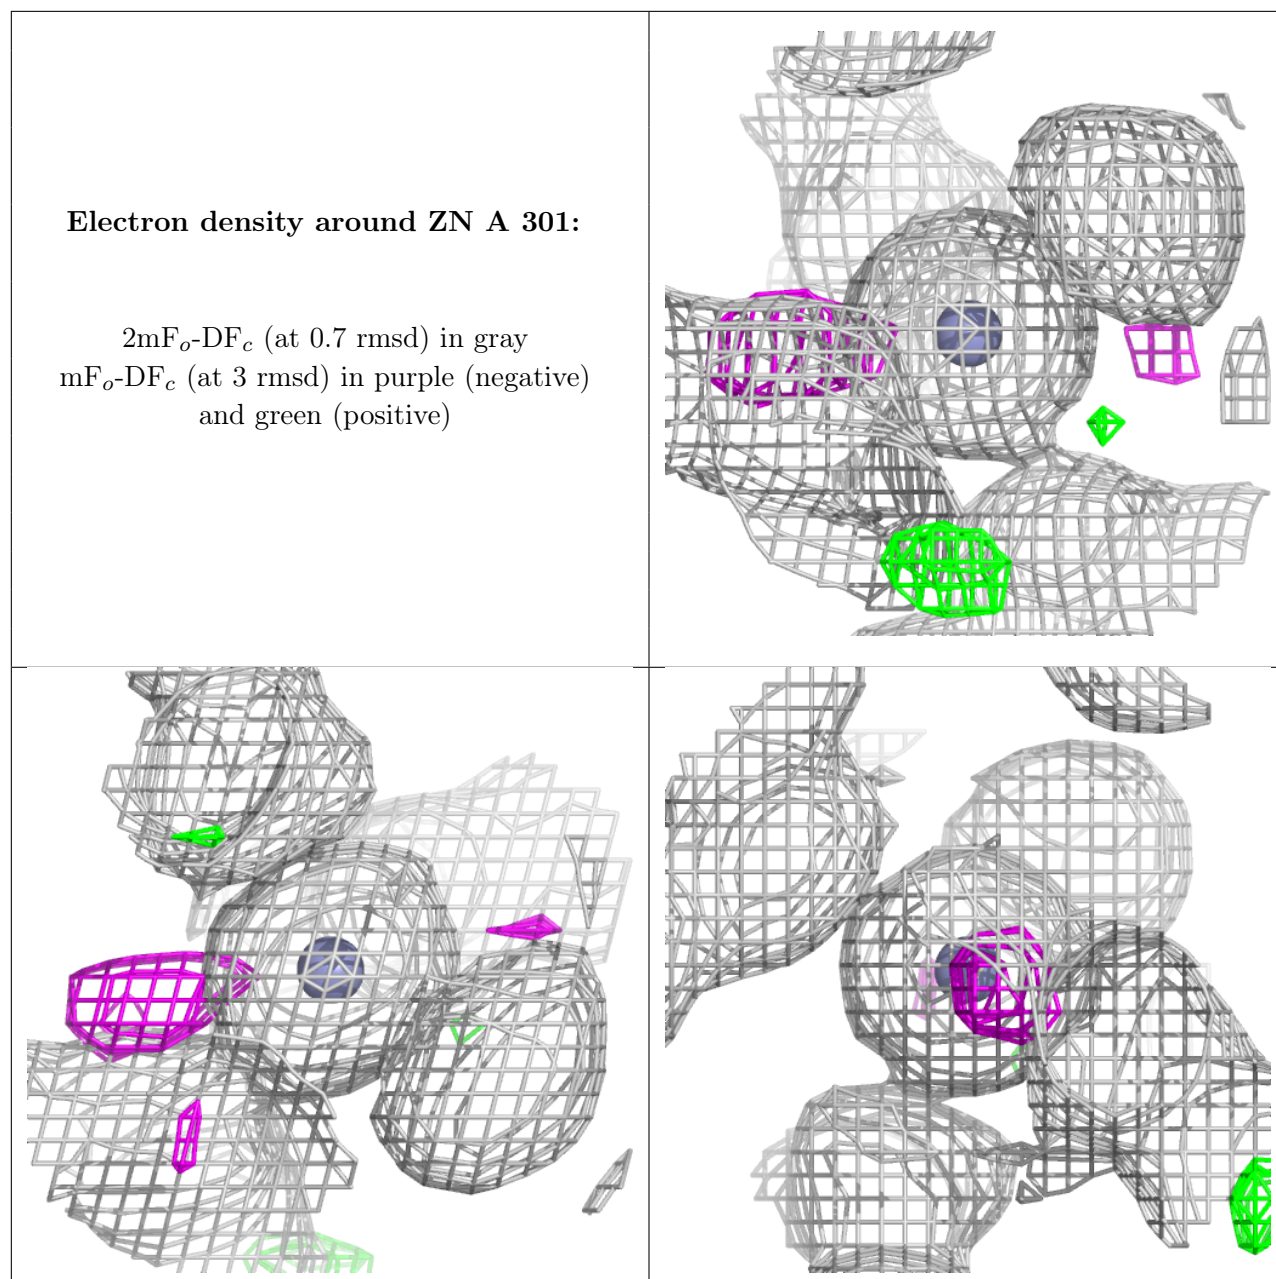 Electron density around ZN A 301:
2mFo-DFc (at 0.7 rmsd) in gray
mFo-DFc (at 3 rmsd) in purple (negative)
and green (positive)